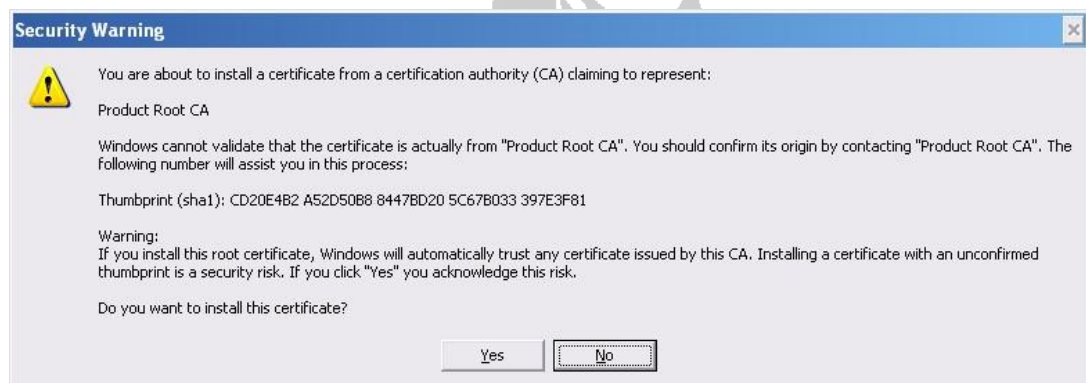 Security Warning
You are about to install a certificate from a certification authority (CA) claiming to represent:
Product Root CA
Windows cannot validate that the certificate is actually from "Product Root CA". You should confirm its origin by contacting "Product Root CA". The
following number will assist you in this process:
Thumbprint (sha1): CD20E4B2 A52D50B8 8447BD20 5C67B033 397E3F81
Warning:
If you install this root certificate, Windows will automatically trust any certificate issued by this CA. Installing a certificate with an unconfirmed
thumbprint is a security risk. If you click "Yes" you acknowledge this risk.
Do you want to install this certificate?
Yes No